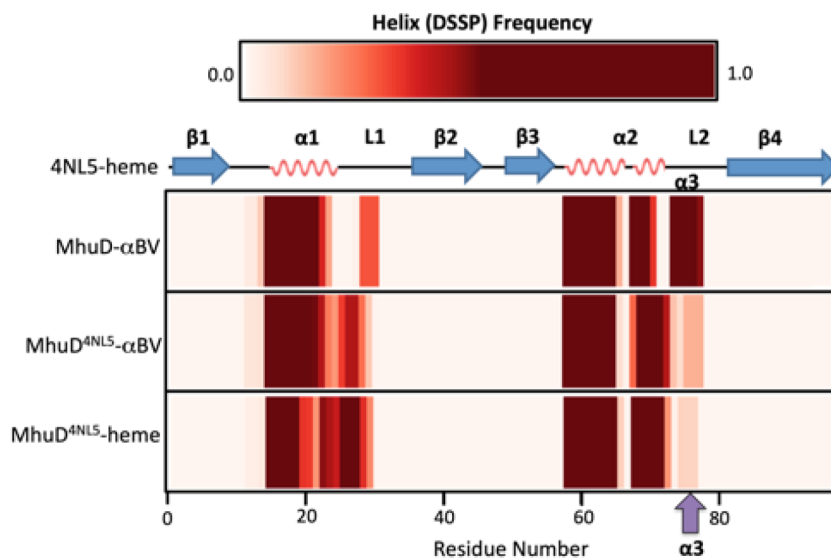 Helix (DSSP) Frequency
0.0
1.0
β1 α1 L1 β2 β3 α2 L2 β4
4NL5-heme
α3
MhuD-αBV
MhuD4NL5-αBV
MhuD4NL5-heme
0 20 40 60 80
α3
Residue Number